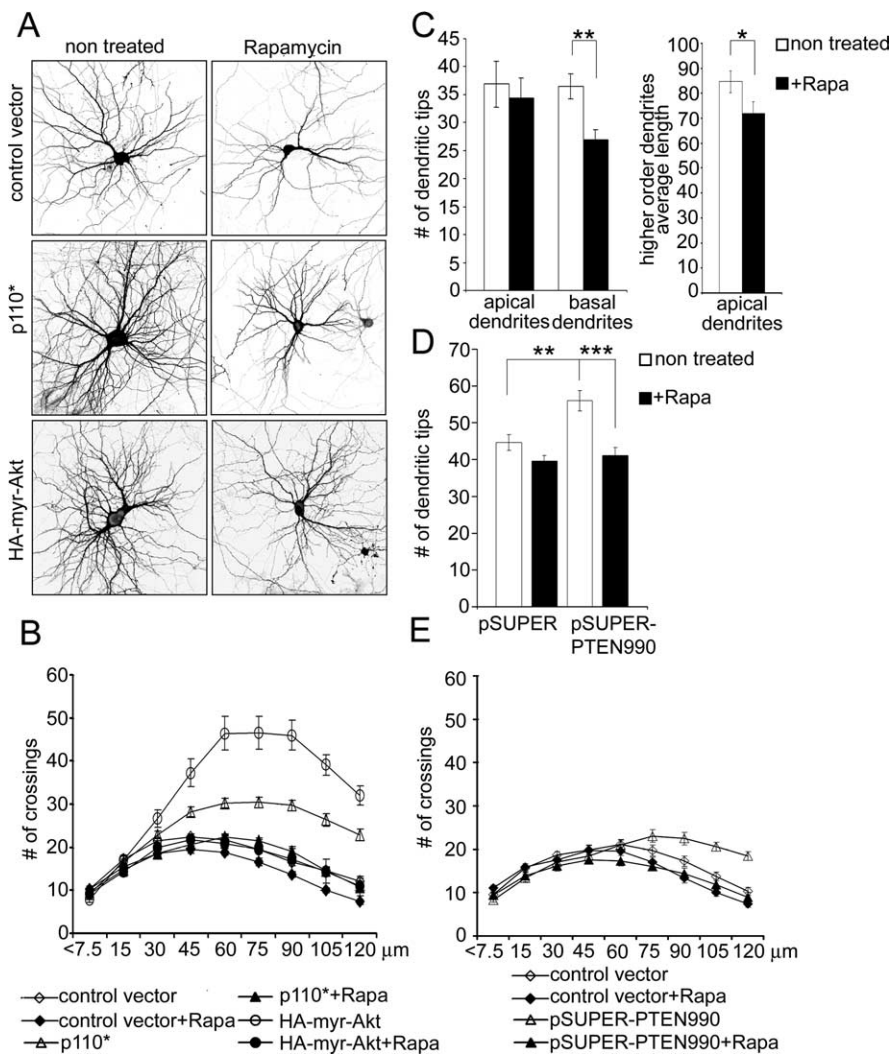 A
non treated
Rapamycin
control vector
p110*
HA-myr-Akt
B
# of crossings
60
50
40
30
20
10
0
<7.5 15 30 45 60 75 90 105 120 µm
control vector
control vector+Rapa
p110*
p110*+Rapa
HA-myr-Akt
HA-myr-Akt+Rapa
C
# of dendritic tips
45
40
35
30
25
20
15
10
5
0
**
apical dendrites
basal dendrites
higher order dendrites
average length
100
90
80
70
60
50
40
30
20
10
0
*
apical
dendrites
non treated
+Rapa
D
# of dendritic tips
70
60
50
40
30
20
10
0
** ***
pSUPER
pSUPER-
PTEN990
non treated
+Rapa
E
# of crossings
60
50
40
30
20
10
0
<7.5 15 30 45 60 75 90 105 120 µm
control vector
control vector+Rapa
pSUPER-PTEN990
pSUPER-PTEN990+Rapa